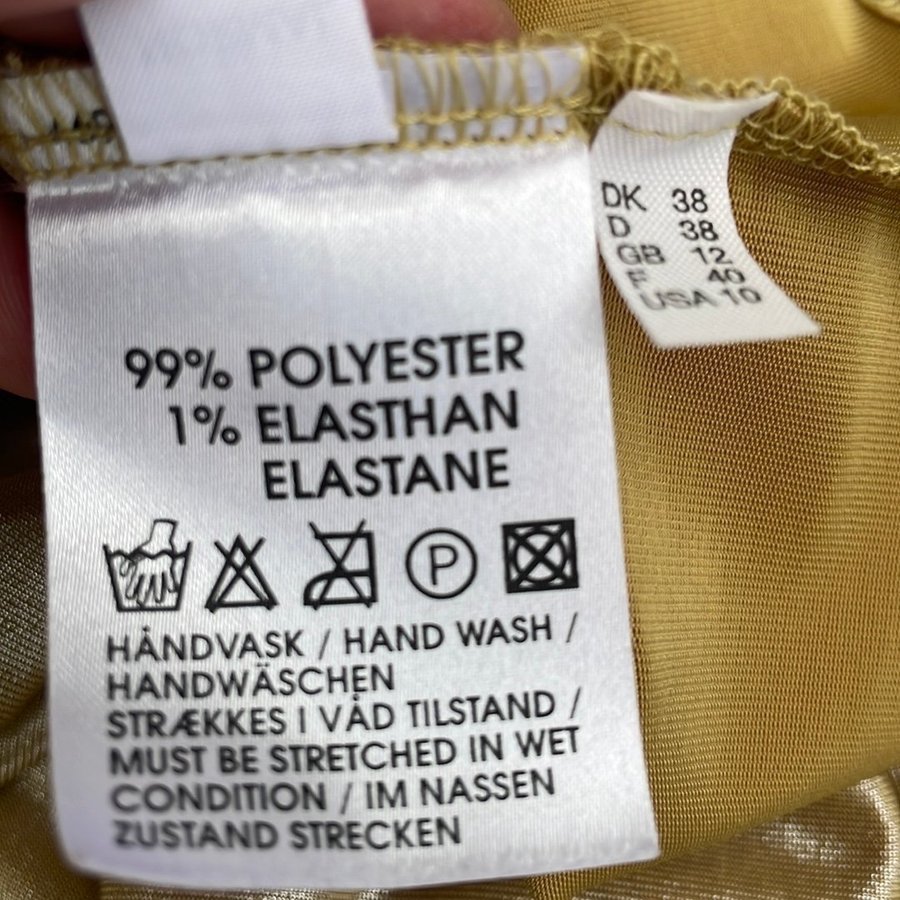 99% POLYESTER
1% ELASTHAN
ELASTANE
P
HÅNDVASK / HAND WASH /
HANDWÄSCHEN
STRÆKKES I VÅD TILSTAND /
MUST BE STRETCHED IN WET
CONDITION / IM NASSEN
ZUSTAND STRECKEN
DK 38
D 38
GB 12
F 40
USA 10